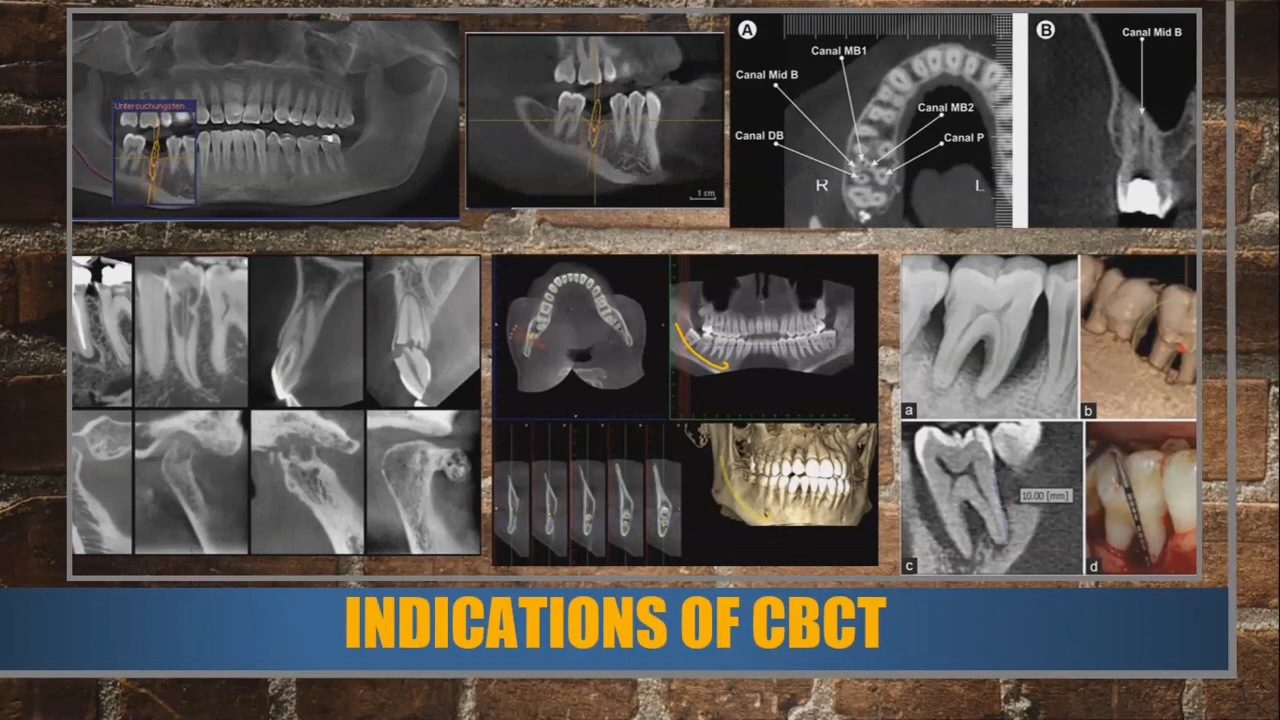 Untersuchungsten
1 cm
A
Canal MB1
Canal Mid B
Canal MB2
Canal DB
Canal P
R
L
B
Canal Mid B
a
b
c
10.00 [mm]
d
INDICATIONS OF CBCT